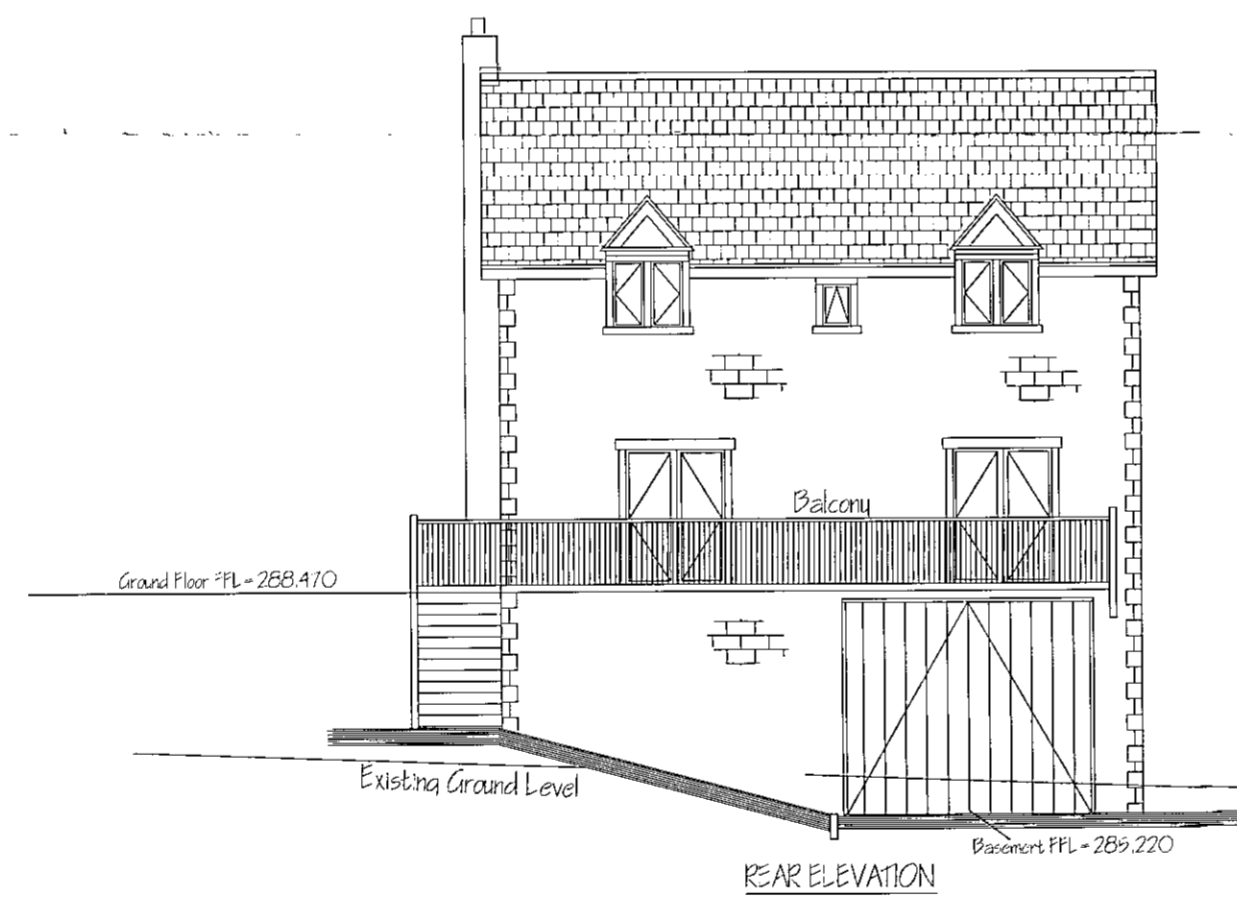 Balcony
Ground Floor FFL = 288.470
Existing Ground Level
Basement FFL = 285.220
REAR ELEVATION